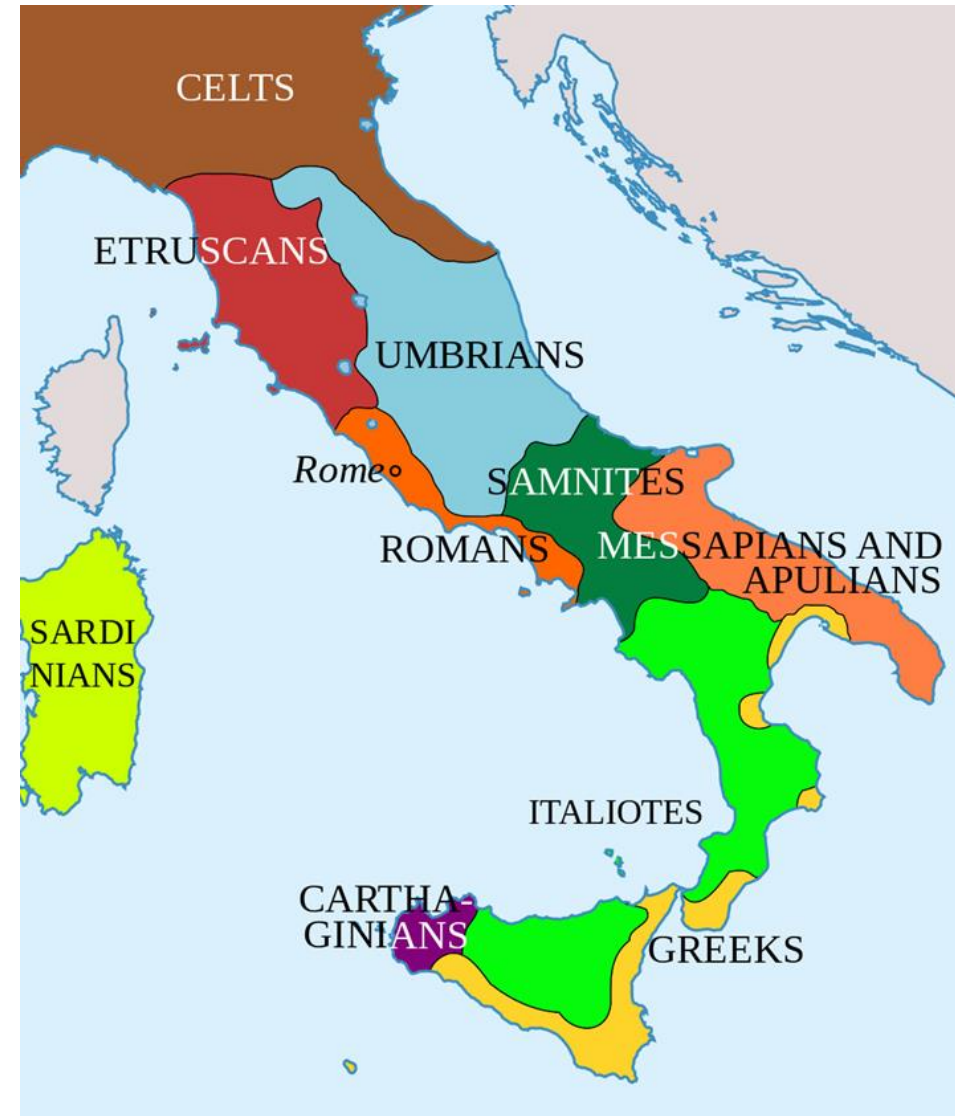 CELTS
ETRUSCANS
UMBRIANS
Rome
SAMNITES
ROMANS
MESSAPIANS AND
APULIANS
SARDI
NIANS
ITALIOTES
CARTHA-
GINIANS
GREEKS